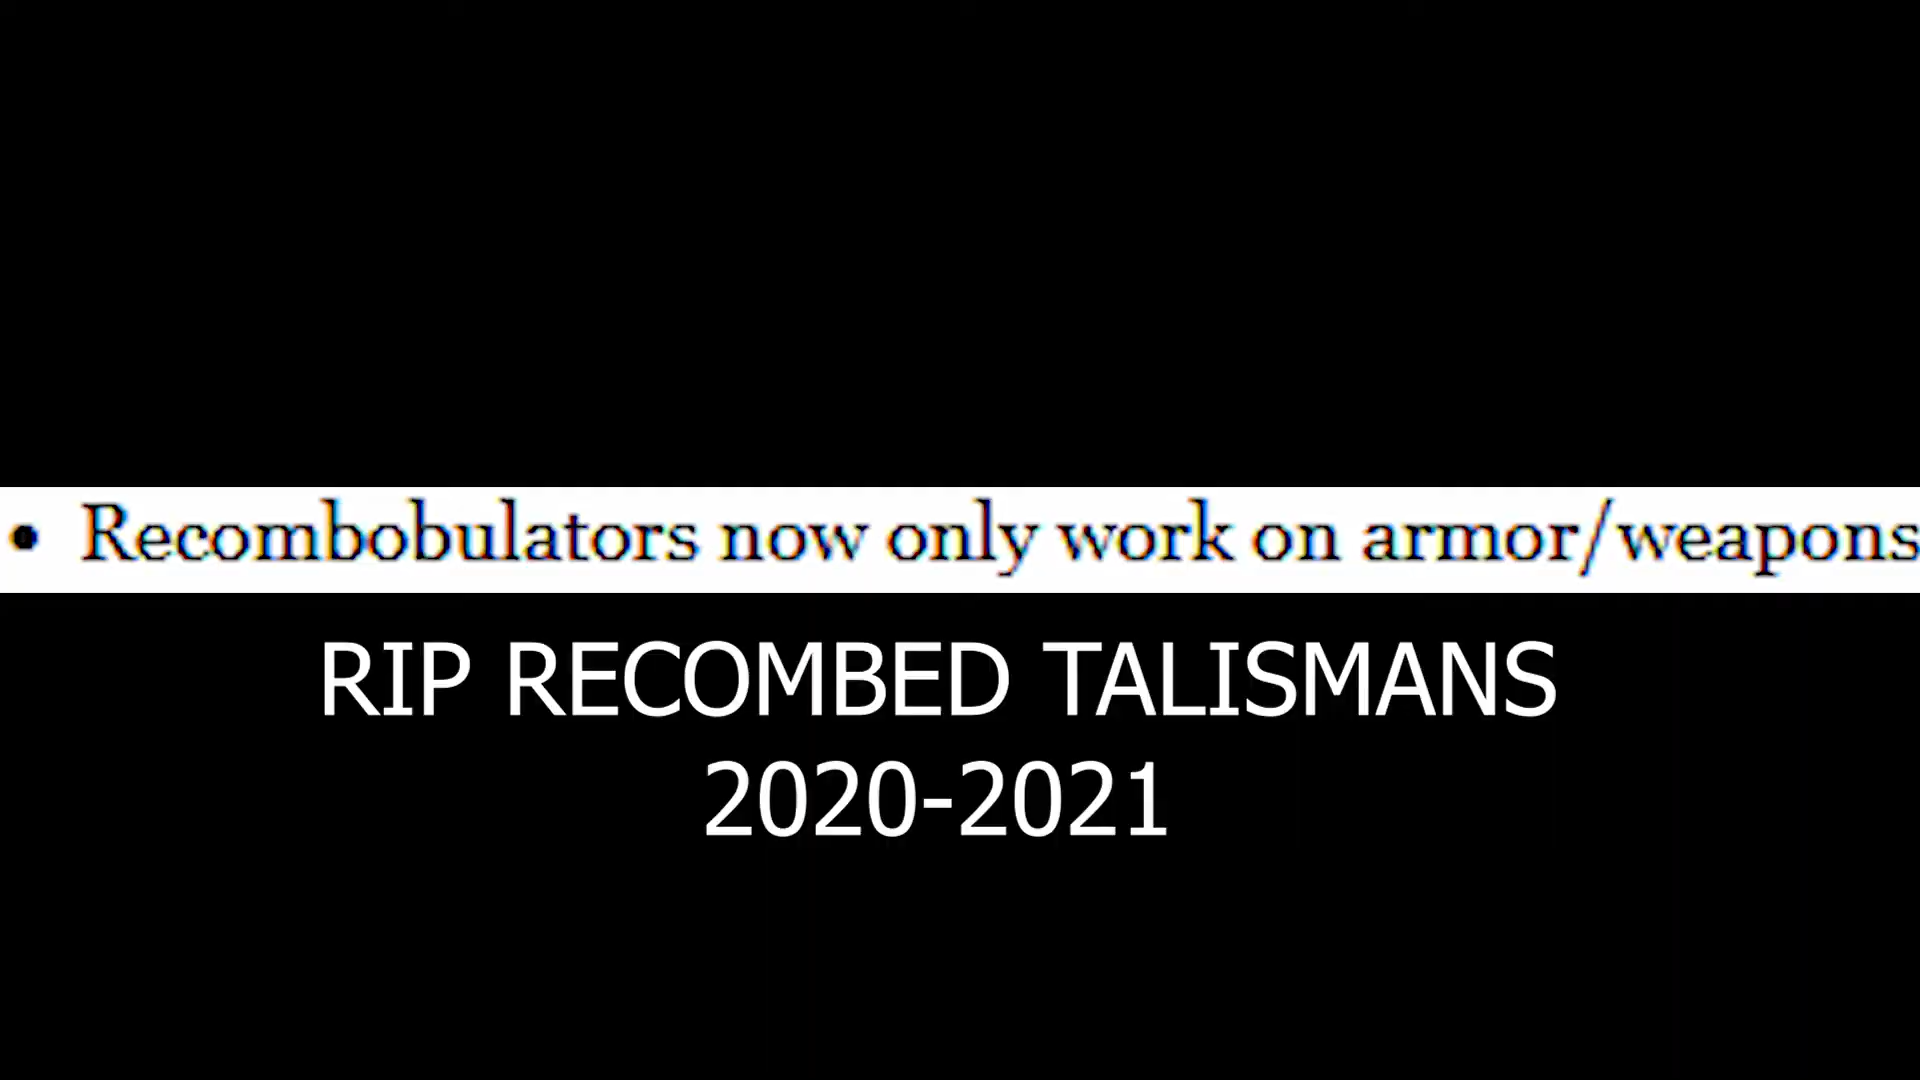 • Recombobulators now only work on armor/weapons
RIP RECOMBED TALISMANS
2020-2021